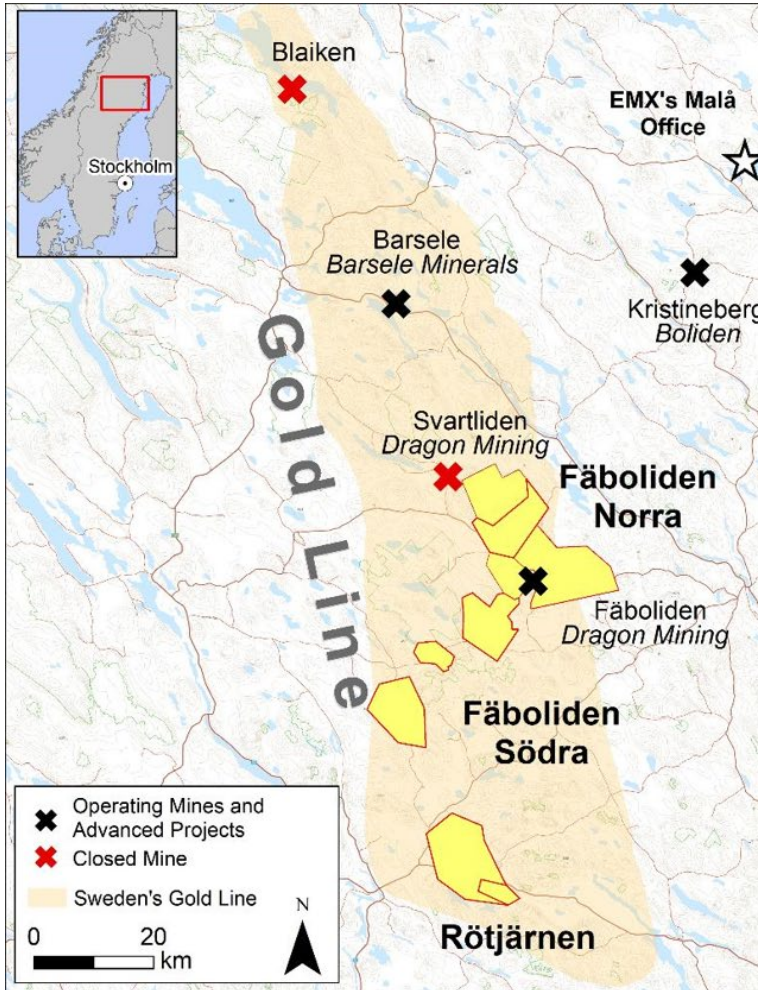 Stockholm
Blaiken
EMX's Malå
Office
Barsele
Barsele Minerals
Kristineberg
Boliden
Gold Line
Svartliden
Dragon Mining
Fäboliden
Norra
Fäboliden
Dragon Mining
Fäboliden
Södra
Operating Mines and
Advanced Projects
Closed Mine
Sweden's Gold Line
N
0 20
km
Rötjärnen